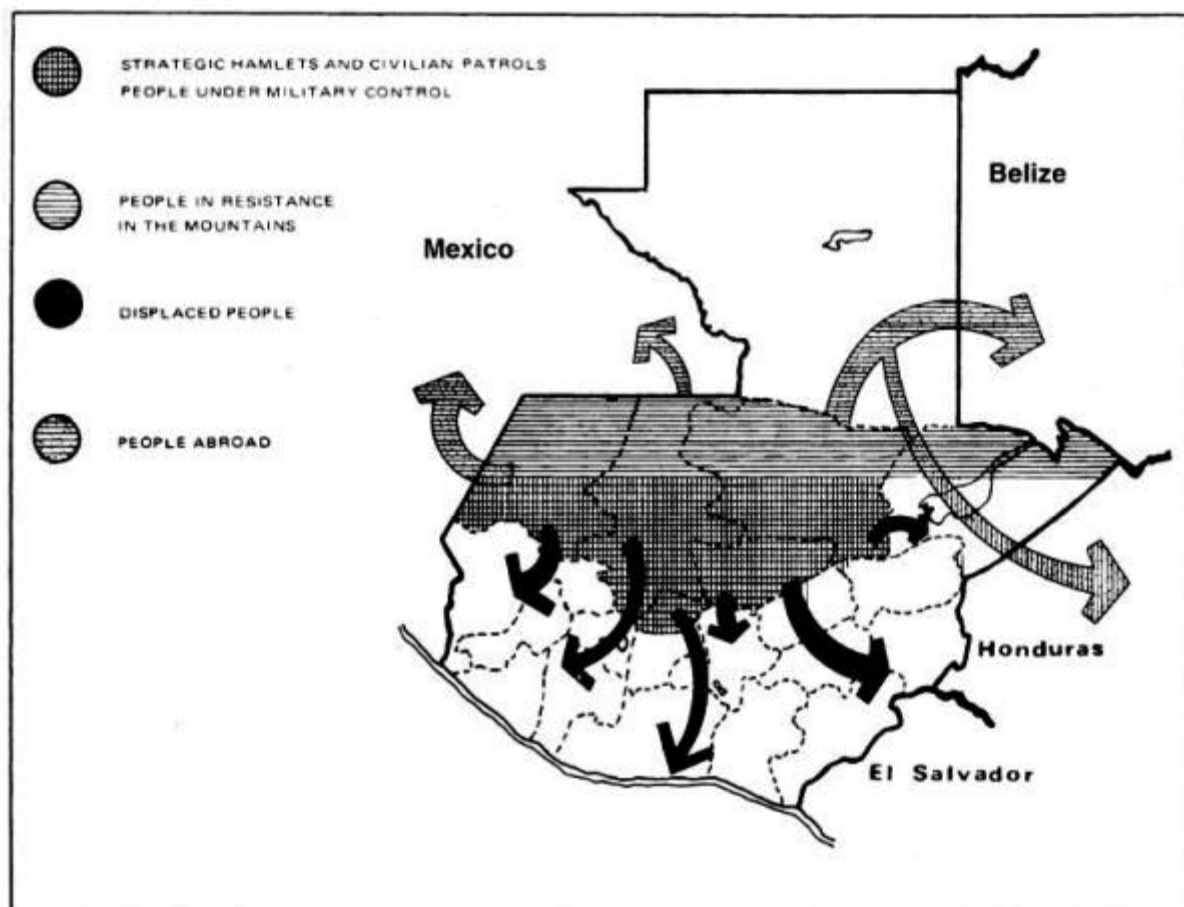 STRATEGIC HAMLETS AND CIVILIAN PATROLS
PEOPLE UNDER MILITARY CONTROL
PEOPLE IN RESISTANCE
IN THE MOUNTAINS
DISPLACED PEOPLE
PEOPLE ABROAD
Belize
Mexico
Honduras
El Salvador